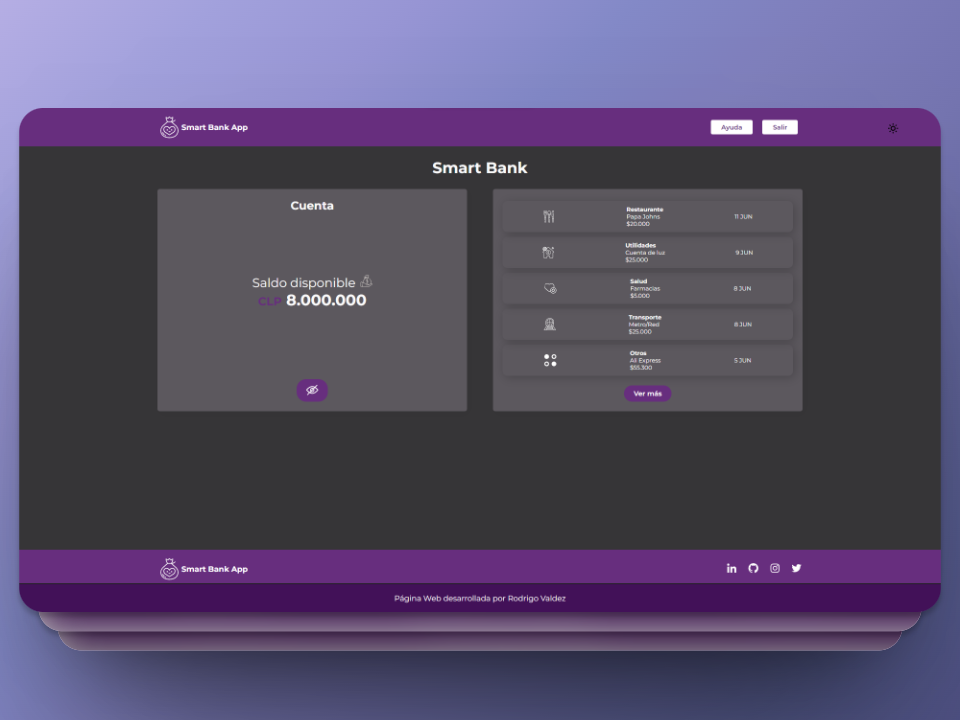 Smart Bank App
Ayuda
Salir
Smart Bank
Cuenta
Saldo disponible
CLP 8.000.000
Restaurante
Papa Johns
$20.000
11 JUN
Utilidades
Cuenta de luz
$25.000
9 JUN
Salud
Farmacias
$5.000
8 JUN
Transporte
Metro/Red
$25.000
8 JUN
Otros
Ali Express
$55.300
5 JUN
Ver más
Smart Bank App
Página Web desarrollada por Rodrigo Valdez